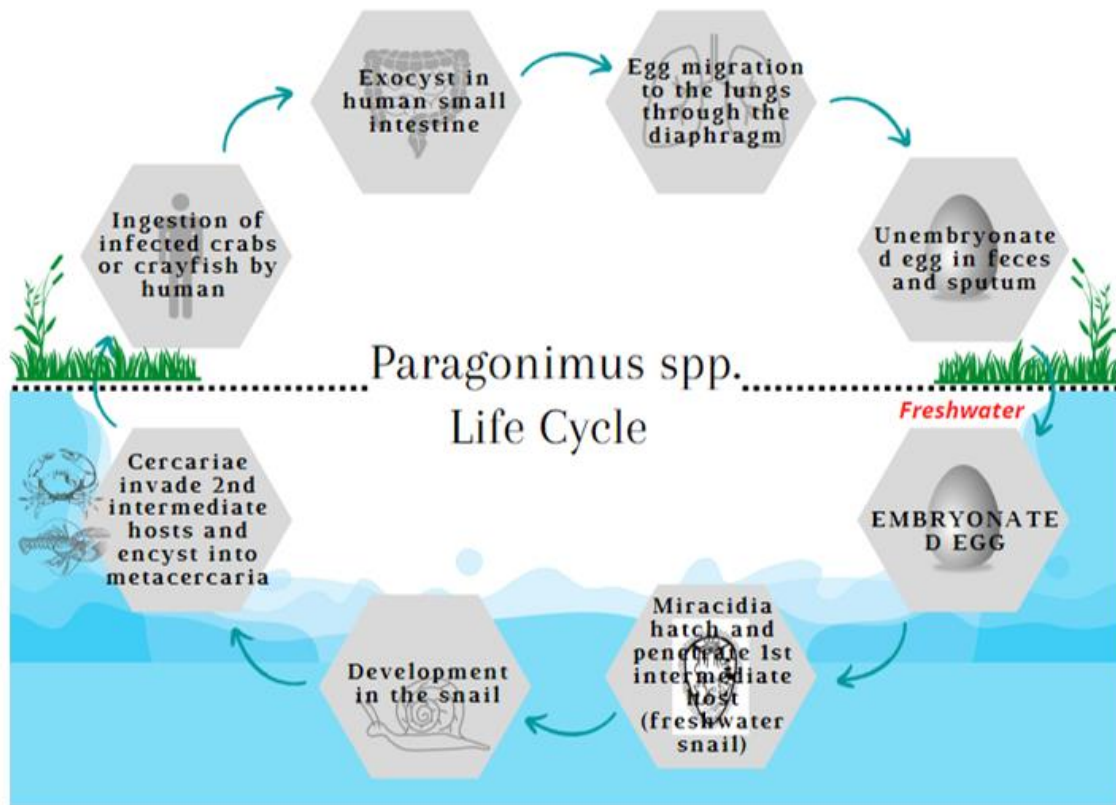 Exocyst in
human small
intestine
Egg migration
to the lungs
through the
diaphragm
Ingestion of
infected crabs
or crayfish by
human
Unembryonate
d egg in feces
and sputum
Paragonimus spp.
Life Cycle
Freshwater
Cercariae
invade 2nd
intermediate
hosts and
encyst into
metacercaria
EMBRYONATE
D EGG
Miracidia
hatch and
penetrate 1st
intermediate
host
(freshwater
snail)
Development
in the snail